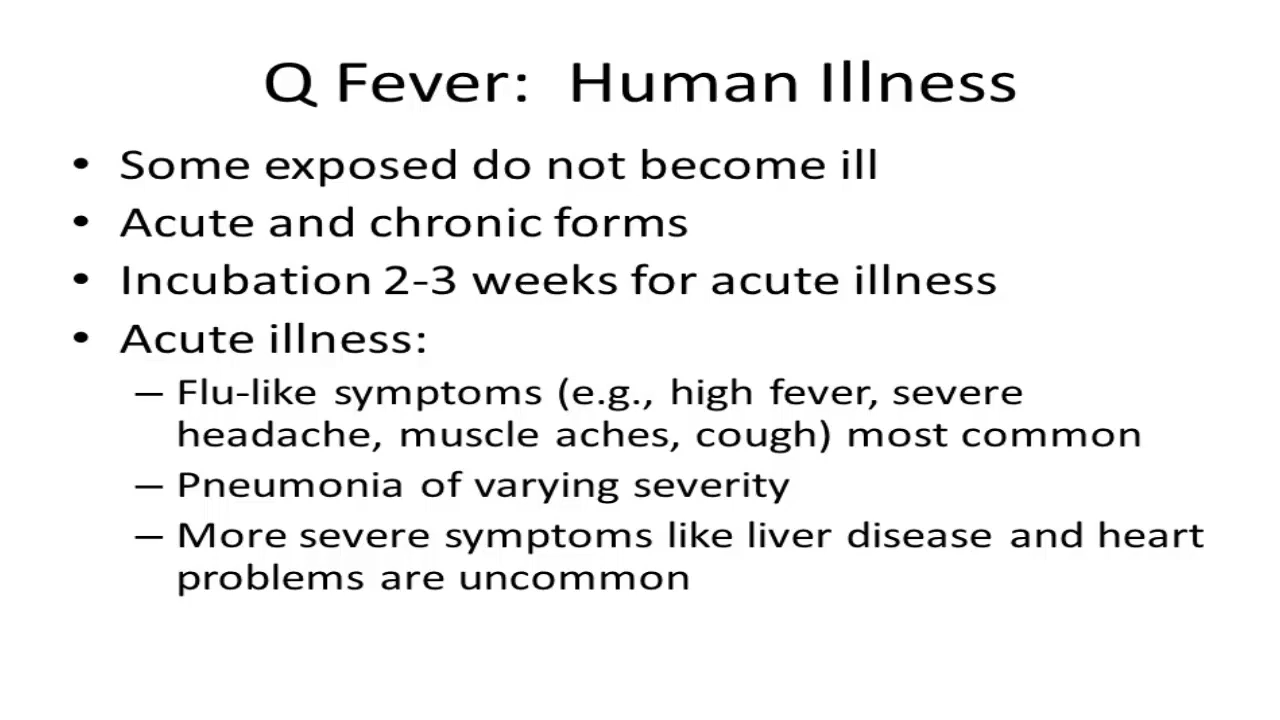 Q Fever: Human Illness
• Some exposed do not become ill
• Acute and chronic forms
• Incubation 2-3 weeks for acute illness
• Acute illness:
– Flu-like symptoms (e.g., high fever, severe
headache, muscle aches, cough) most common
– Pneumonia of varying severity
– More severe symptoms like liver disease and heart
problems are uncommon